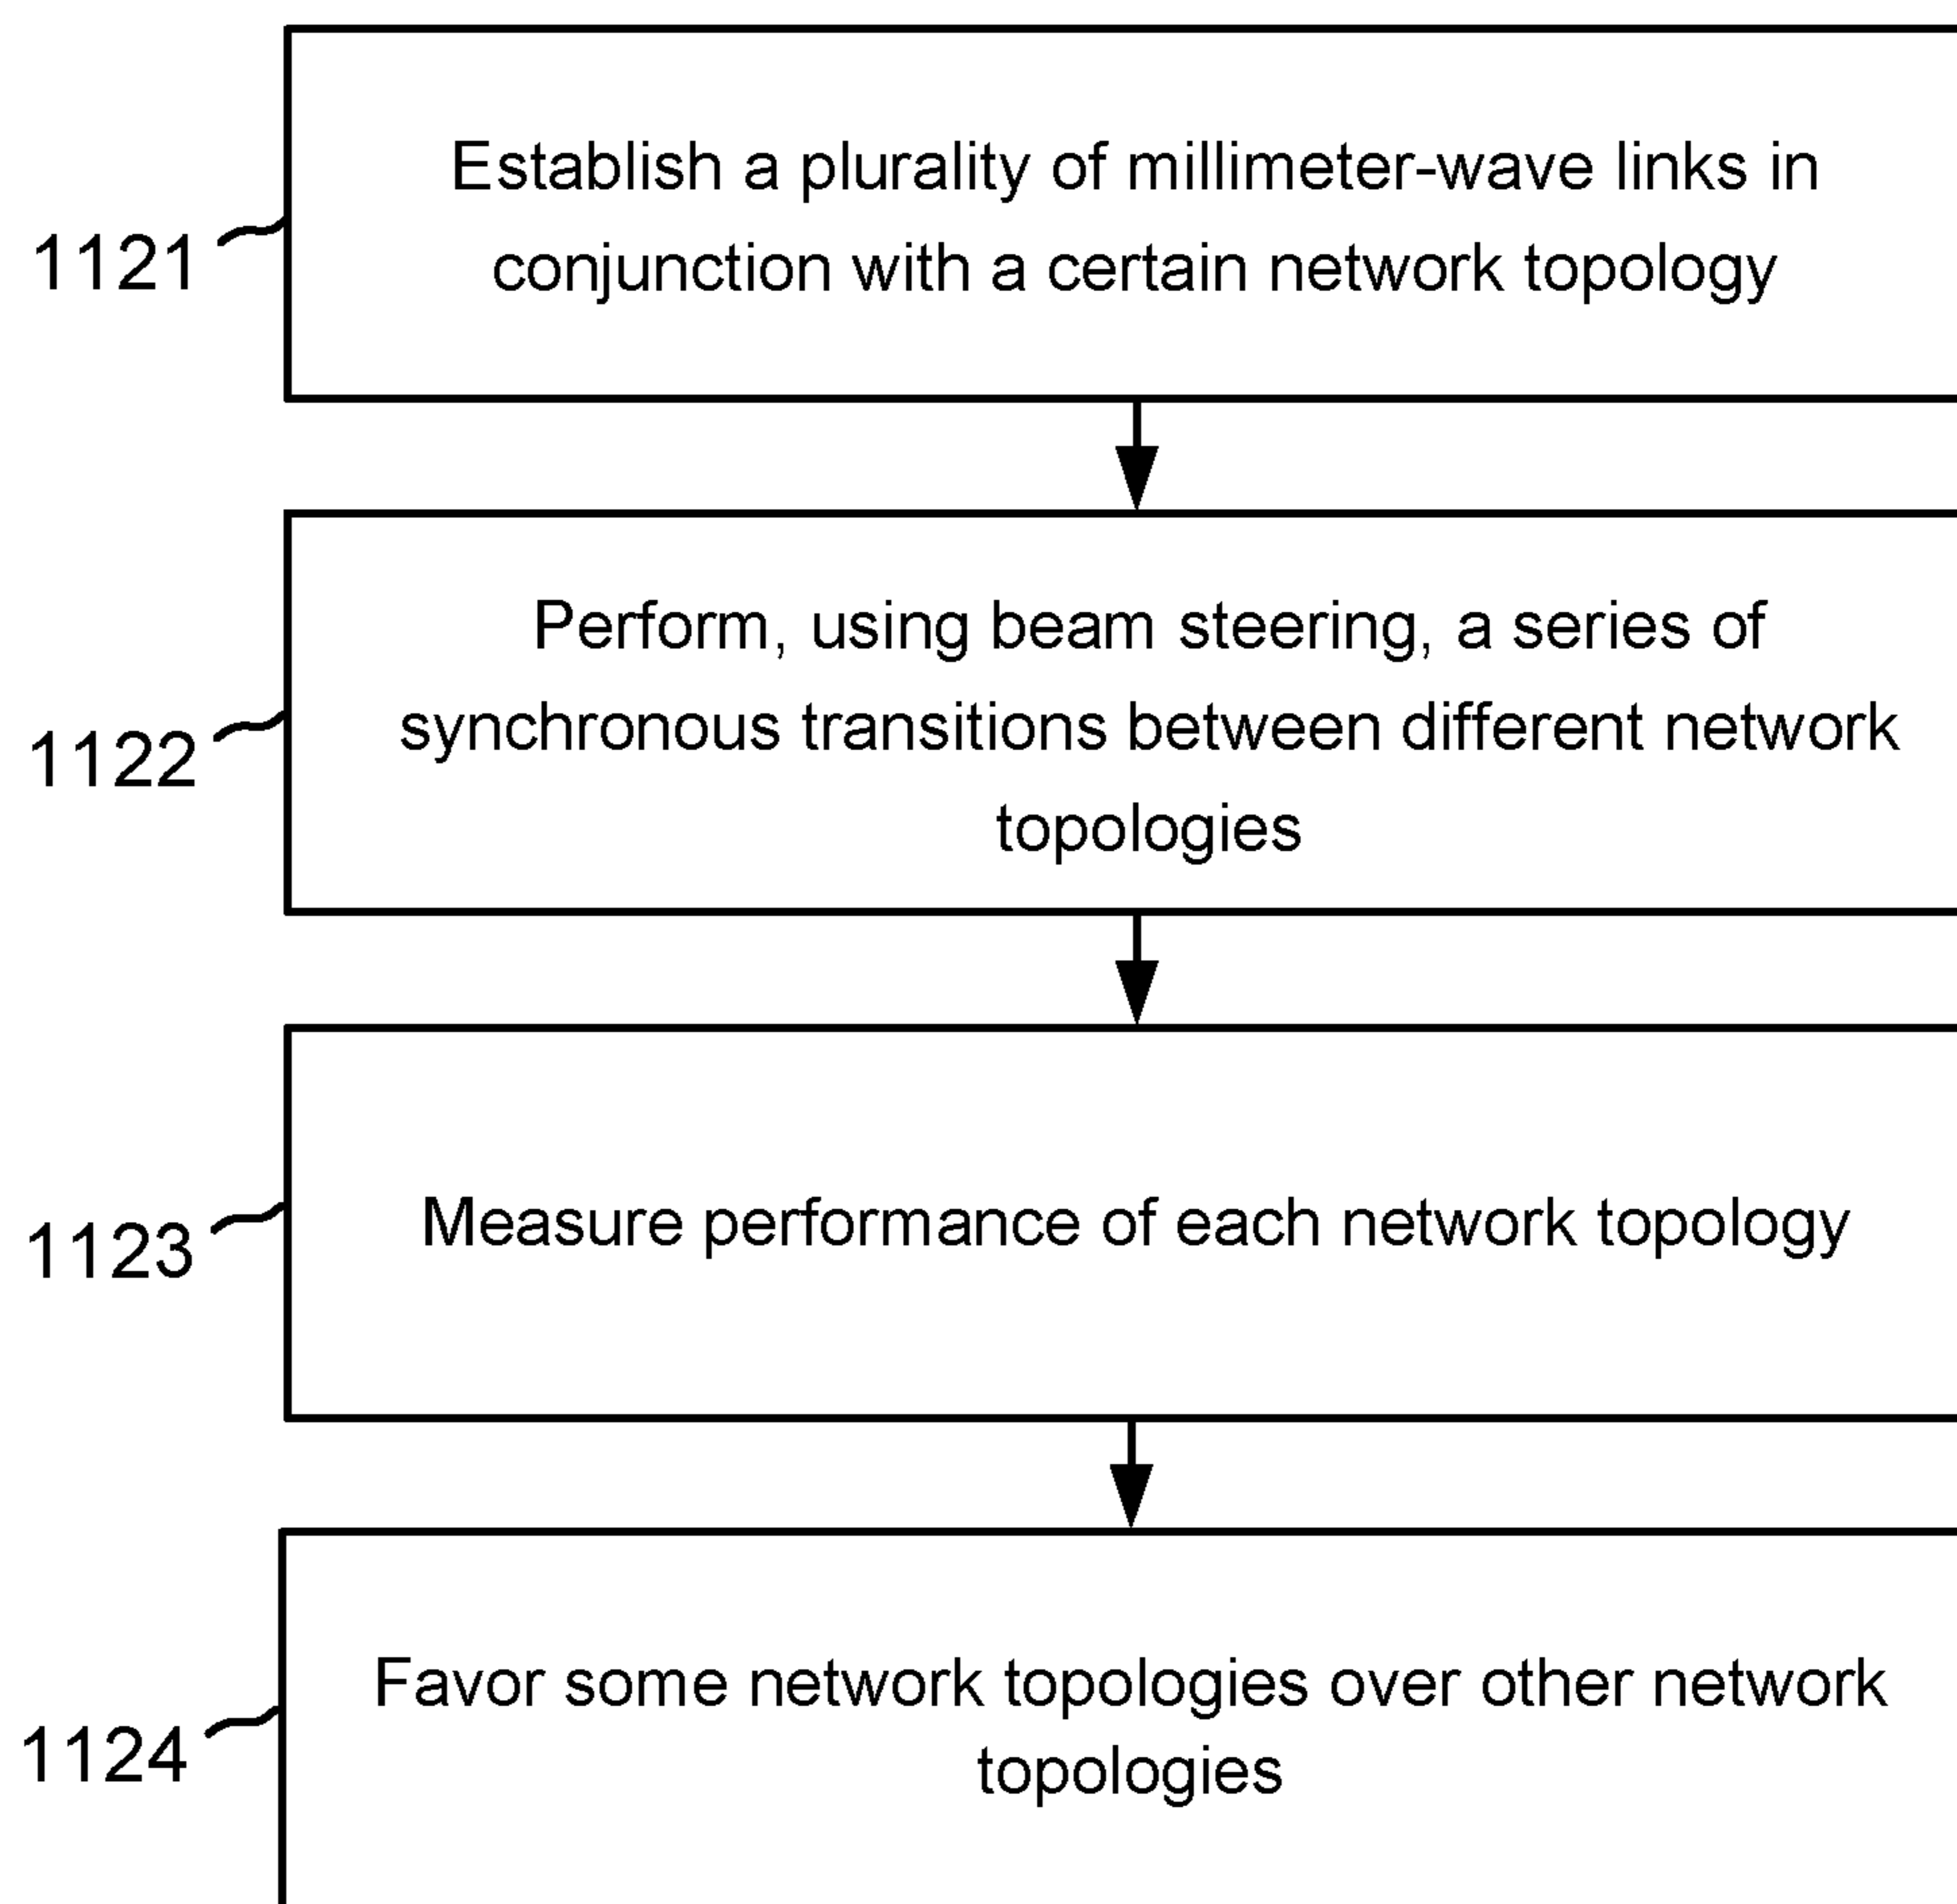 Establish a plurality of millimeter-wave links in
conjunction with a certain network topology
1121
Perform, using beam steering, a series of
synchronous transitions between different network
topologies
1122
Measure performance of each network topology
1123
Favor some network topologies over other network
topologies
1124